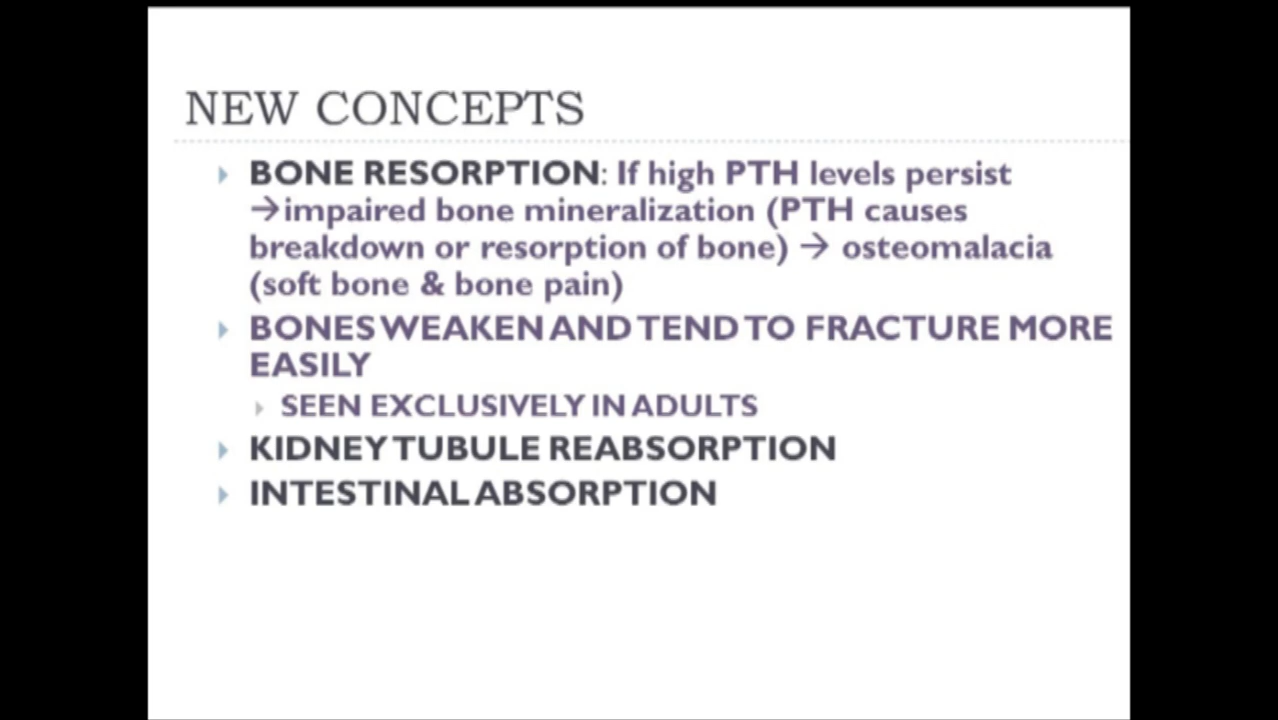 NEW CONCEPTS
BONE RESORPTION: If high PTH levels persist
→impaired bone mineralization (PTH causes
breakdown or resorption of bone) → osteomalacia
(soft bone & bone pain)
BONES WEAKEN AND TEND TO FRACTURE MORE
EASILY
SEEN EXCLUSIVELY IN ADULTS
KIDNEY TUBULE REABSORPTION
INTESTINAL ABSORPTION